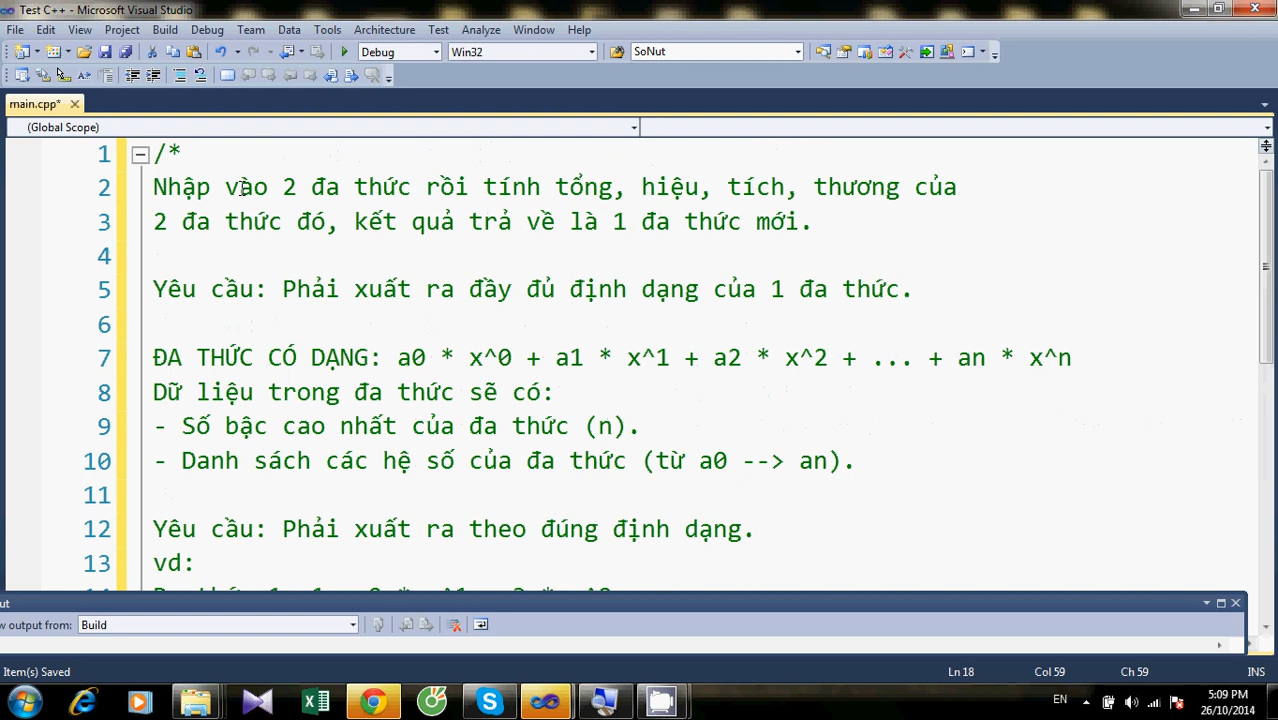 Test C++ - Microsoft Visual Studio
File Edit View Project Build Debug Team Data Tools Architecture Test Analyze Window Help
Debug Win32 SoNut
main.cpp*
(Global Scope)
1 /*
2 Nhập vào 2 đa thức rồi tính tổng, hiệu, tích, thương của
3 2 đa thức đó, kết quả trả về là 1 đa thức mới.
4
5 Yêu cầu: Phải xuất ra đầy đủ định dạng của 1 đa thức.
6
7 ĐA THỨC CÓ DẠNG: a0 * x^0 + a1 * x^1 + a2 * x^2 + ... + an * x^n
8 Dữ liệu trong đa thức sẽ có:
9 - Số bậc cao nhất của đa thức (n).
10 - Danh sách các hệ số của đa thức (từ a0 --> an).
11
12 Yêu cầu: Phải xuất ra theo đúng định dạng.
13 vd:
ut
w output from: Build
Item(s) Saved Ln 18 Col 59 Ch 59 INS
EN 5:09 PM
26/10/2014